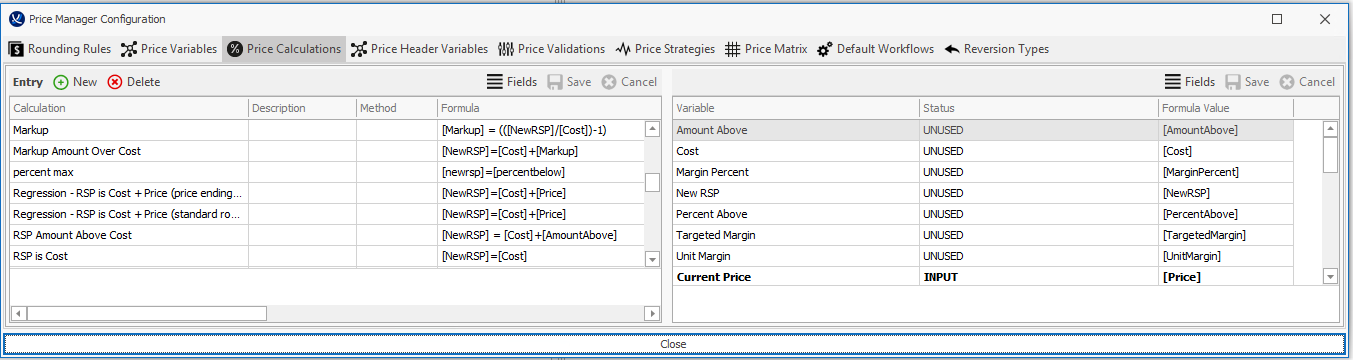 Price Manager Configuration
Rounding Rules Price Variables Price Calculations Price Header Variables Price Validations Price Strategies Price Matrix Default Workflows Reversion Types
Entry New Delete Fields Save Cancel
Calculation Description Method Formula
Markup [Markup] = (([NewRSP]/[Cost])-1)
Markup Amount Over Cost [NewRSP]=[Cost]+[Markup]
percent max [newrsp]=[percentbelow]
Regression - RSP is Cost + Price (price ending... [NewRSP]=[Cost]+[Price]
Regression - RSP is Cost + Price (standard ro... [NewRSP]=[Cost]+[Price]
RSP Amount Above Cost [NewRSP] = [Cost]+[AmountAbove]
RSP is Cost [NewRSP]=[Cost]
Fields Save Cancel
Variable Status Formula Value
Amount Above UNUSED [AmountAbove]
Cost UNUSED [Cost]
Margin Percent UNUSED [MarginPercent]
New RSP UNUSED [NewRSP]
Percent Above UNUSED [PercentAbove]
Targeted Margin UNUSED [TargetedMargin]
Unit Margin UNUSED [UnitMargin]
Current Price INPUT [Price]
Close